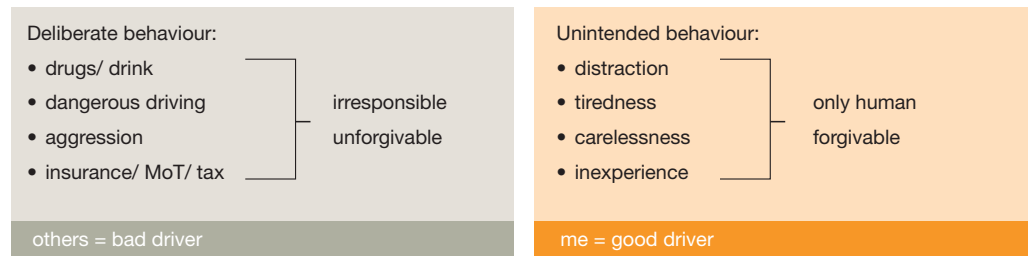 Deliberate behaviour:
• drugs/ drink
• dangerous driving
• aggression
• insurance/ MoT/ tax
irresponsible
unforgivable
others = bad driver
Unintended behaviour:
• distraction
• tiredness
• carelessness
• inexperience
only human
forgivable
me = good driver